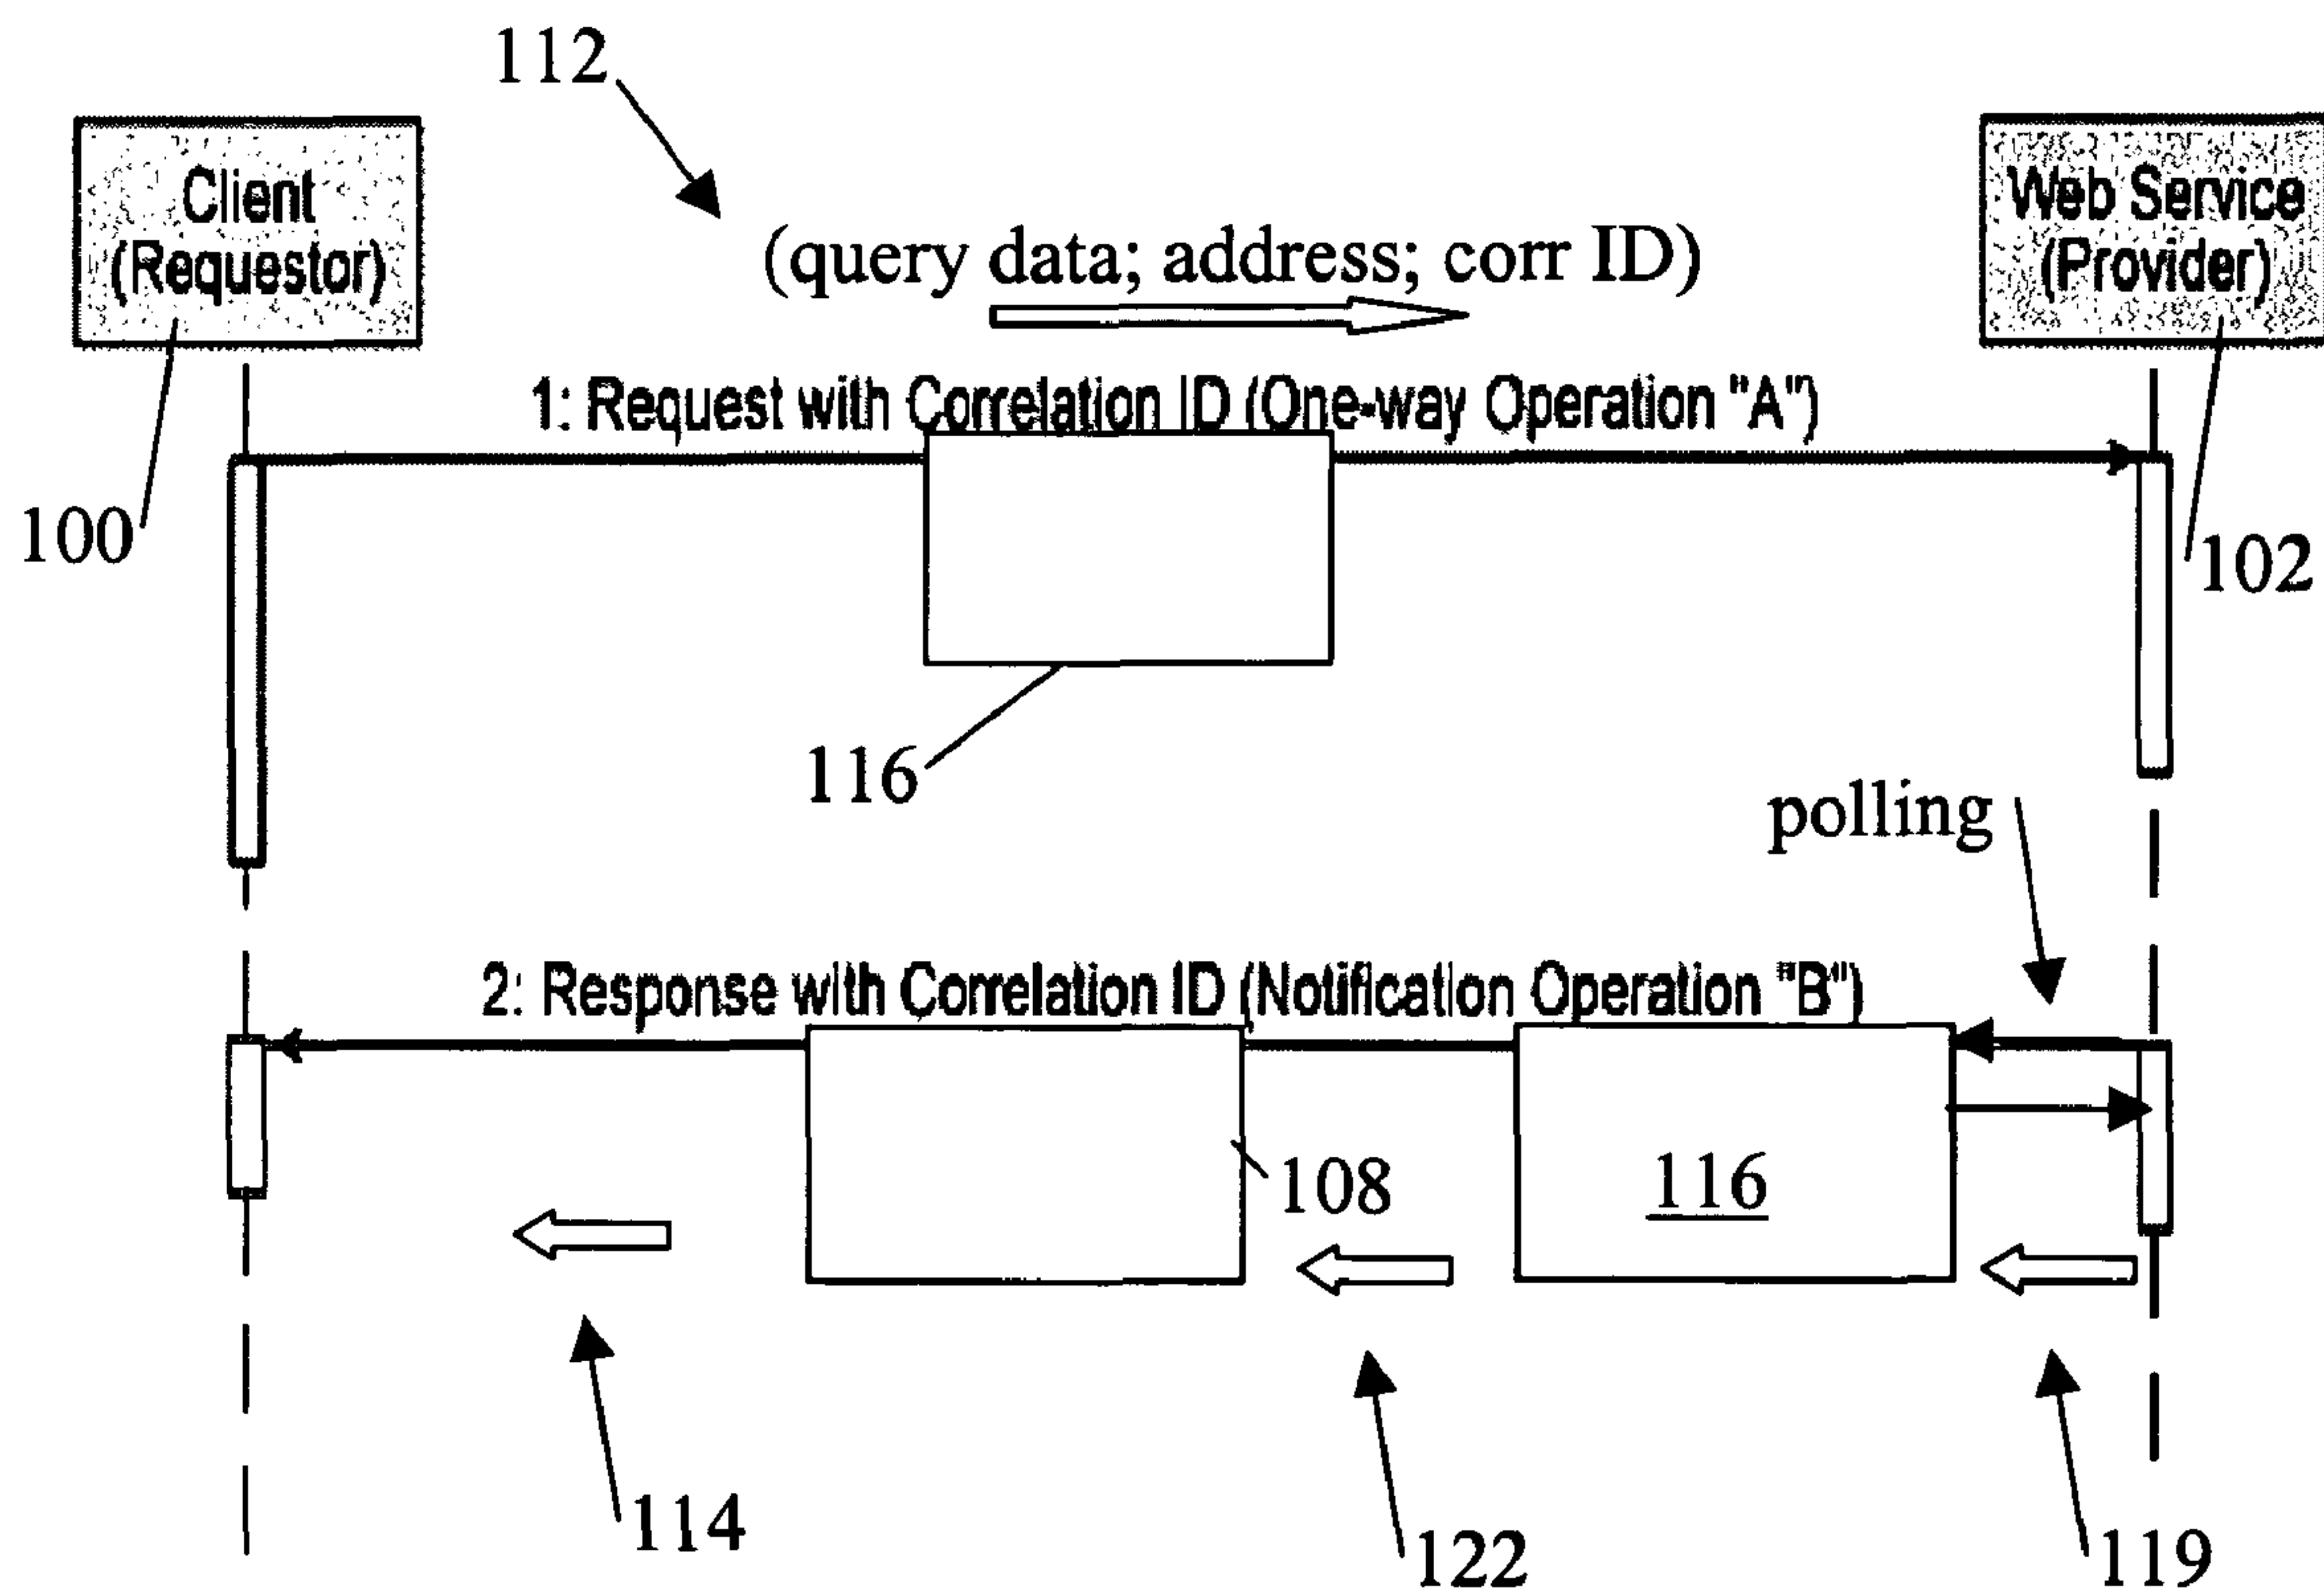 112
Client
(Requestor)
Web Service
(Provider)
(query data; address; corr ID)
1: Request with Correlation ID (One-way Operation "A")
100
102
116
polling
2: Response with Correlation ID (Notification Operation "B")
108
116
114
122
119